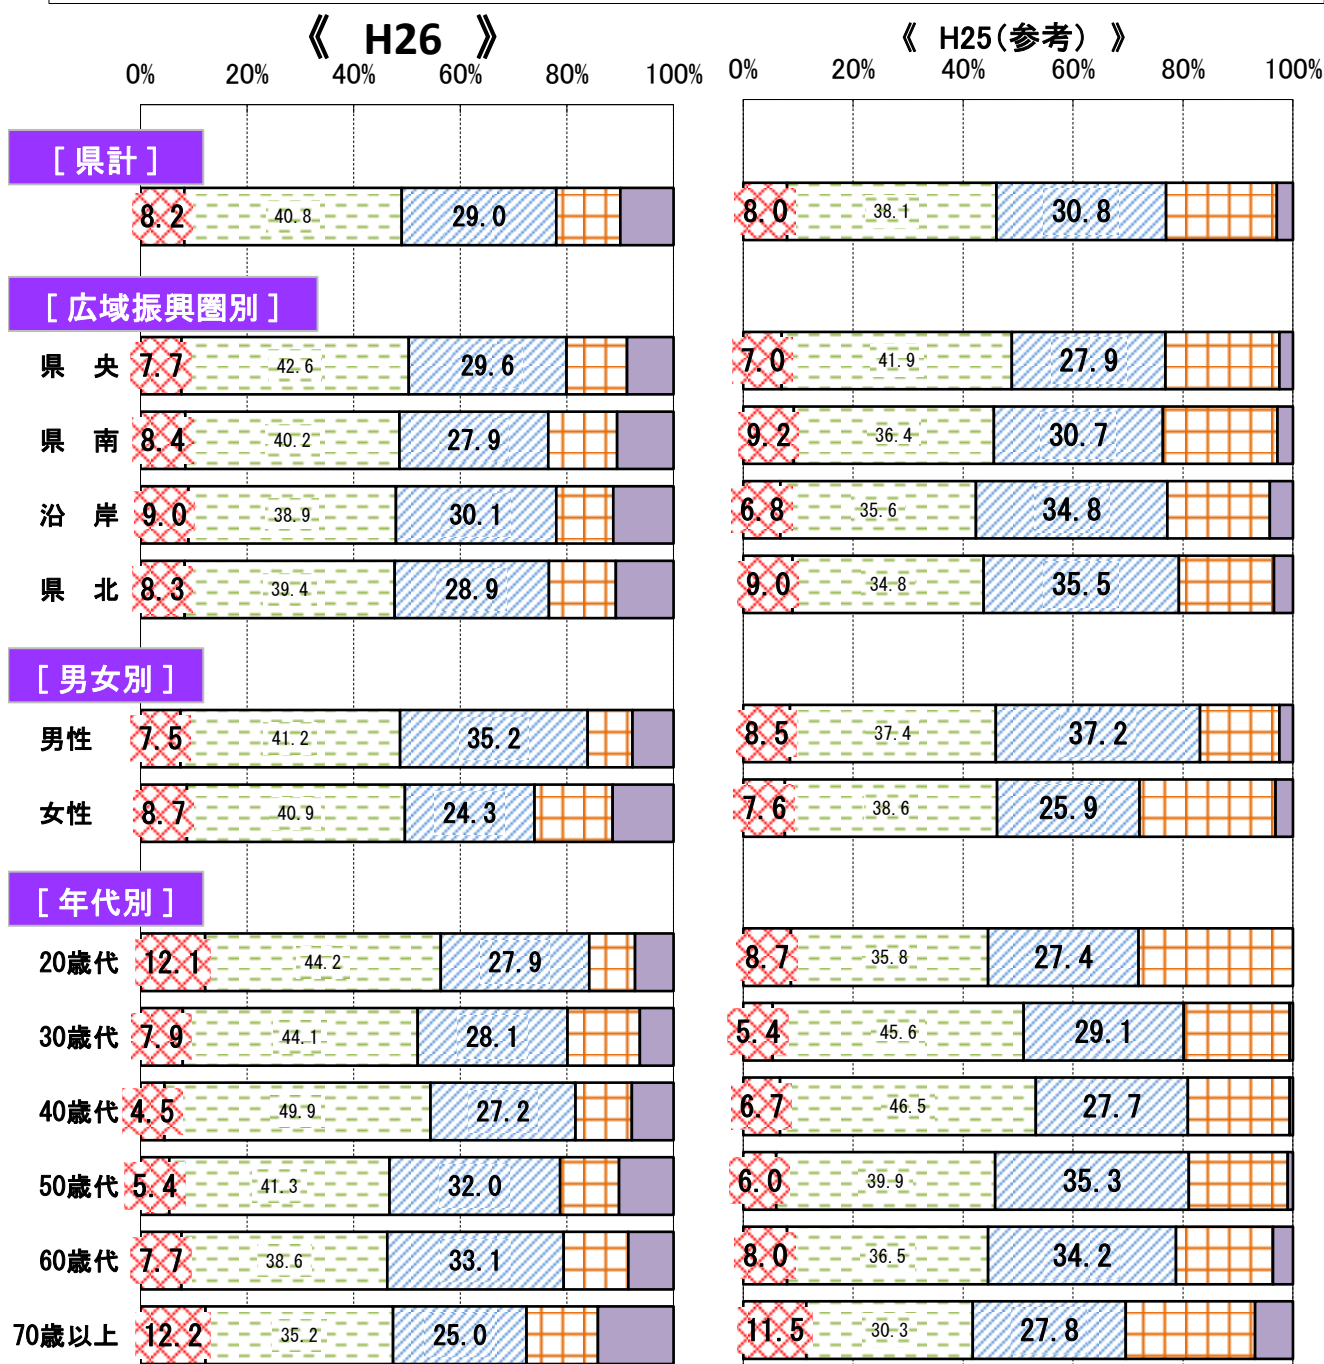 《 H26 》 《 H25(参考) 》
0% 20% 40% 60% 80% 100% 0% 20% 40% 60% 80% 100%
[ 県計 ]
8.2 40.8 29.0 8.0 38.1 30.8
[ 広域振興圏別 ]
県 央 7.7 42.6 29.6 7.0 41.9 27.9
県 南 8.4 40.2 27.9 9.2 36.4 30.7
沿 岸 9.0 38.9 30.1 6.8 35.6 34.8
県 北 8.3 39.4 28.9 9.0 34.8 35.5
[ 男女別 ]
男性 7.5 41.2 35.2 8.5 37.4 37.2
女性 8.7 40.9 24.3 7.6 38.6 25.9
[ 年代別 ]
20歳代 12.1 44.2 27.9 8.7 35.8 27.4
30歳代 7.9 44.1 28.1 5.4 45.6 29.1
40歳代 4.5 49.9 27.2 6.7 46.5 27.7
50歳代 5.4 41.3 32.0 6.0 39.9 35.3
60歳代 7.7 38.6 33.1 8.0 36.5 34.2
70歳以上 12.2 35.2 25.0 11.5 30.3 27.8